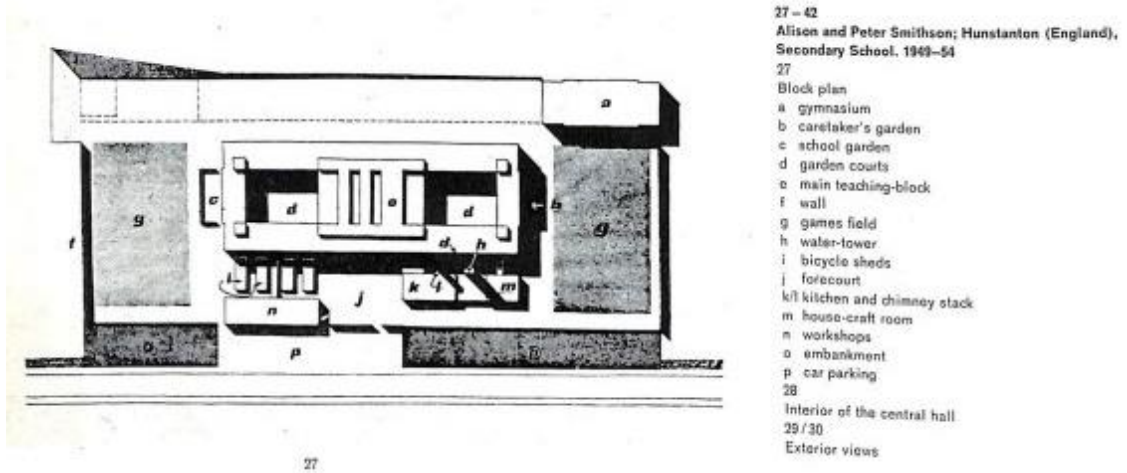 a
c
d
e
d
b
g
g
f
d
h
i
k
l
m
j
n
o
p
27
27 – 42
Alison and Peter Smithson; Hunstanton (England),
Secondary School. 1949–54
27
Block plan
a gymnasium
b caretaker's garden
c school garden
d garden courts
e main teaching-block
f wall
g games field
h water-tower
i bicycle sheds
j forecourt
k/l kitchen and chimney stack
m house-craft room
n workshops
o embankment
p car parking
28
Interior of the central hall
29/30
Exterior views